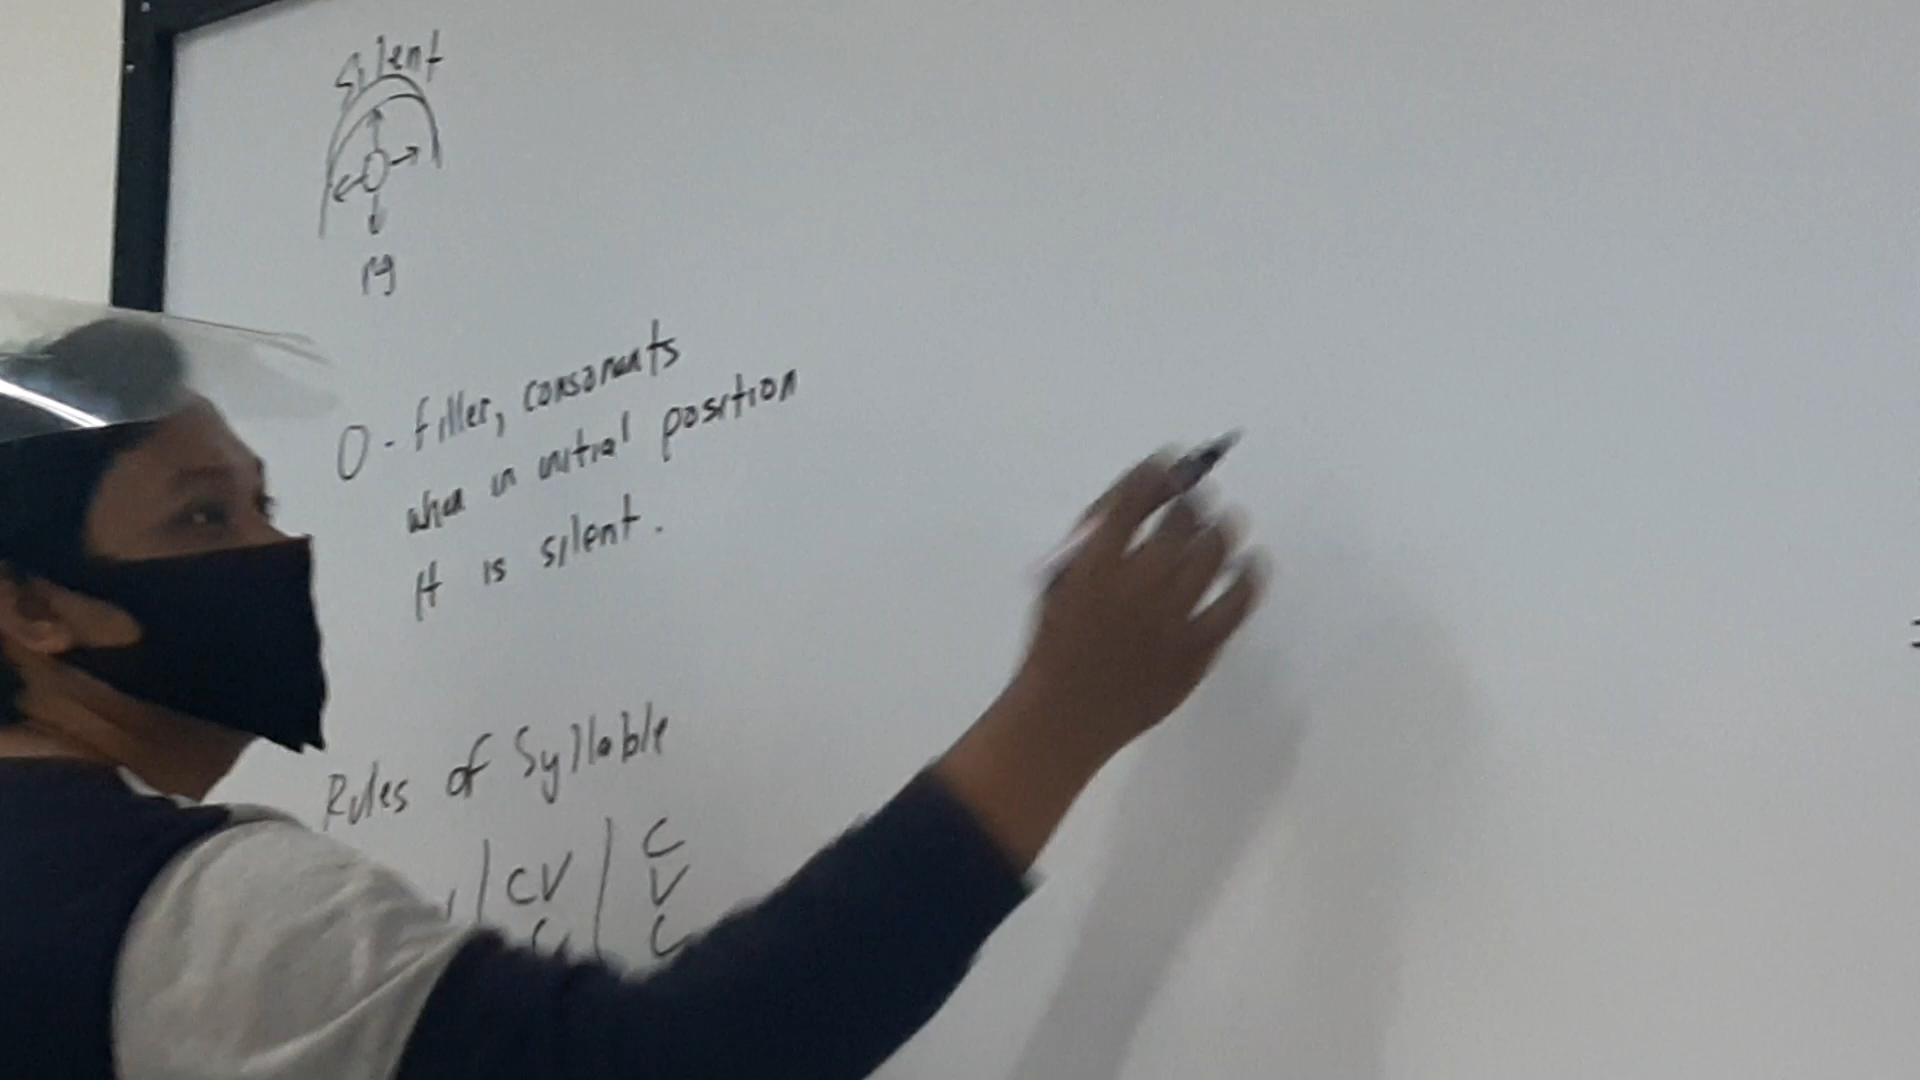 Silent
ng
O - filler, consonants
when in initial position
it is silent.
Rules of Syllable
CV
C
C
V
C